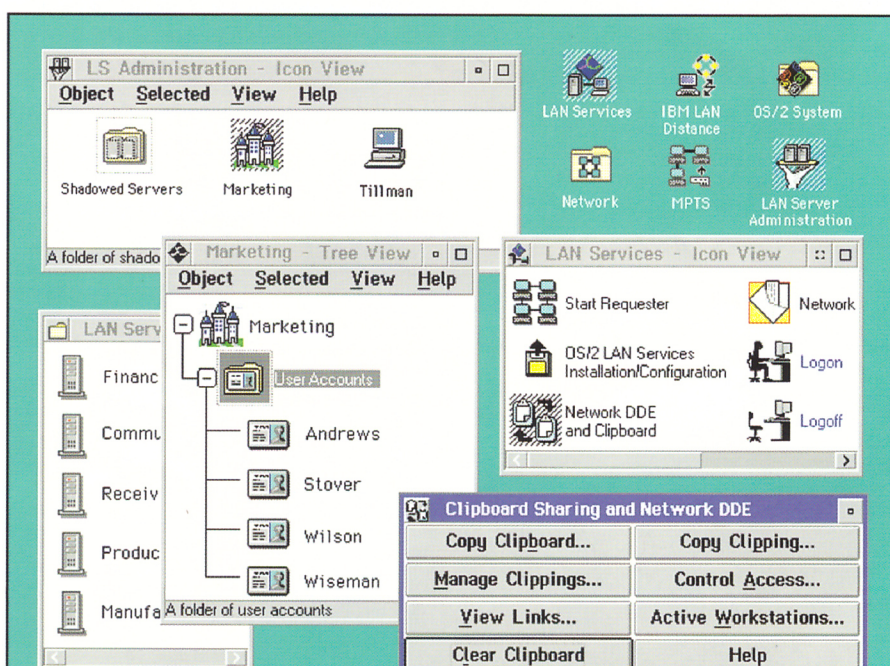 LS Administration - Icon View
Object Selected View Help
Shadowed Servers
Marketing
Tillman
A folder of shado
LAN Services
IBM LAN
Distance
OS/2 System
Network
MPTS
LAN Server
Administration
Marketing - Tree View
Object Selected View Help
Marketing
User Accounts
Andrews
Stover
Wilson
Wiseman
A folder of user accounts
LAN Services - Icon View
Start Requester
Network
OS/2 LAN Services
Installation/Configuration
Logon
Network DDE
and Clipboard
Logoff
LAN Serv
Financ
Commu
Receiv
Produc
Manufa
Clipboard Sharing and Network DDE
Copy Clipboard...
Copy Clipping...
Manage Clippings...
Control Access...
View Links...
Active Workstations...
Clear Clipboard
Help